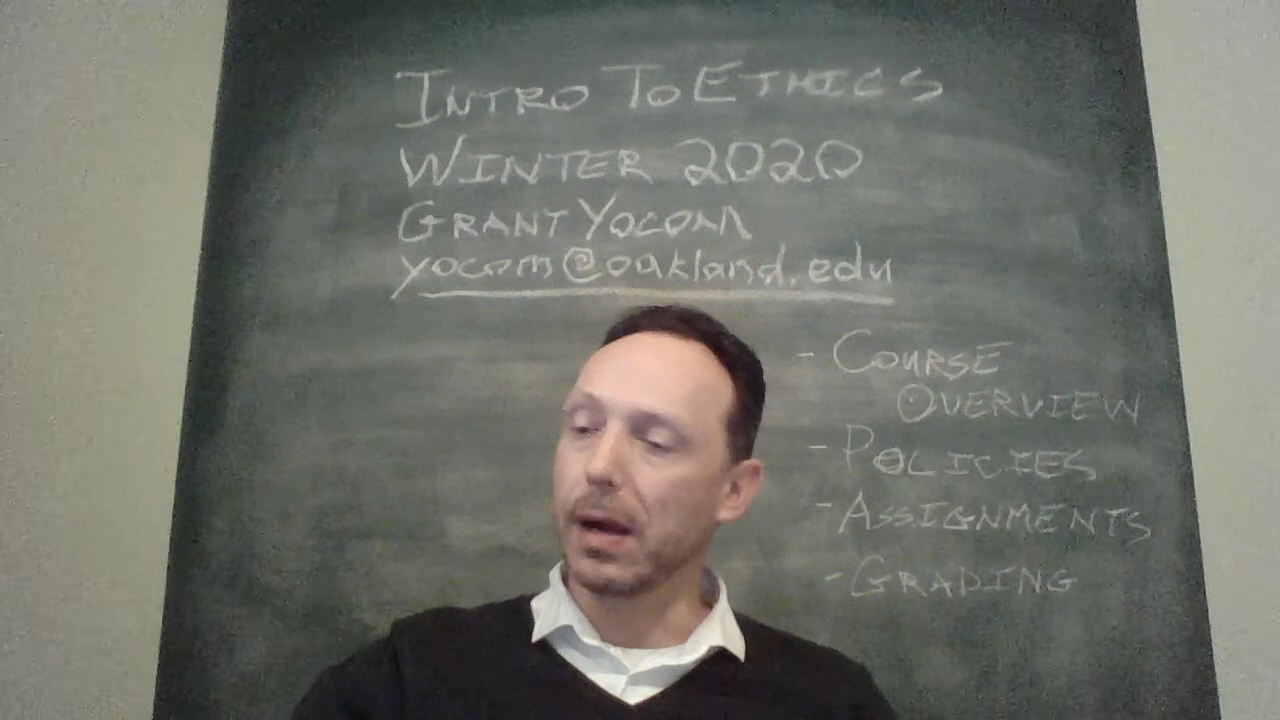 INTRO TO ETHICS
WINTER 2020
GRANT YOCOM
yocom@oakland.edu
- COURSE
OVERVIEW
- POLICIES
- ASSIGNMENTS
- GRADING